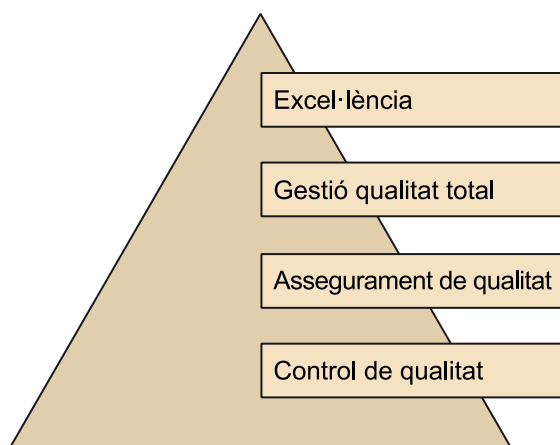 Excel·lència
Gestió qualitat total
Assegurament de qualitat
Control de qualitat